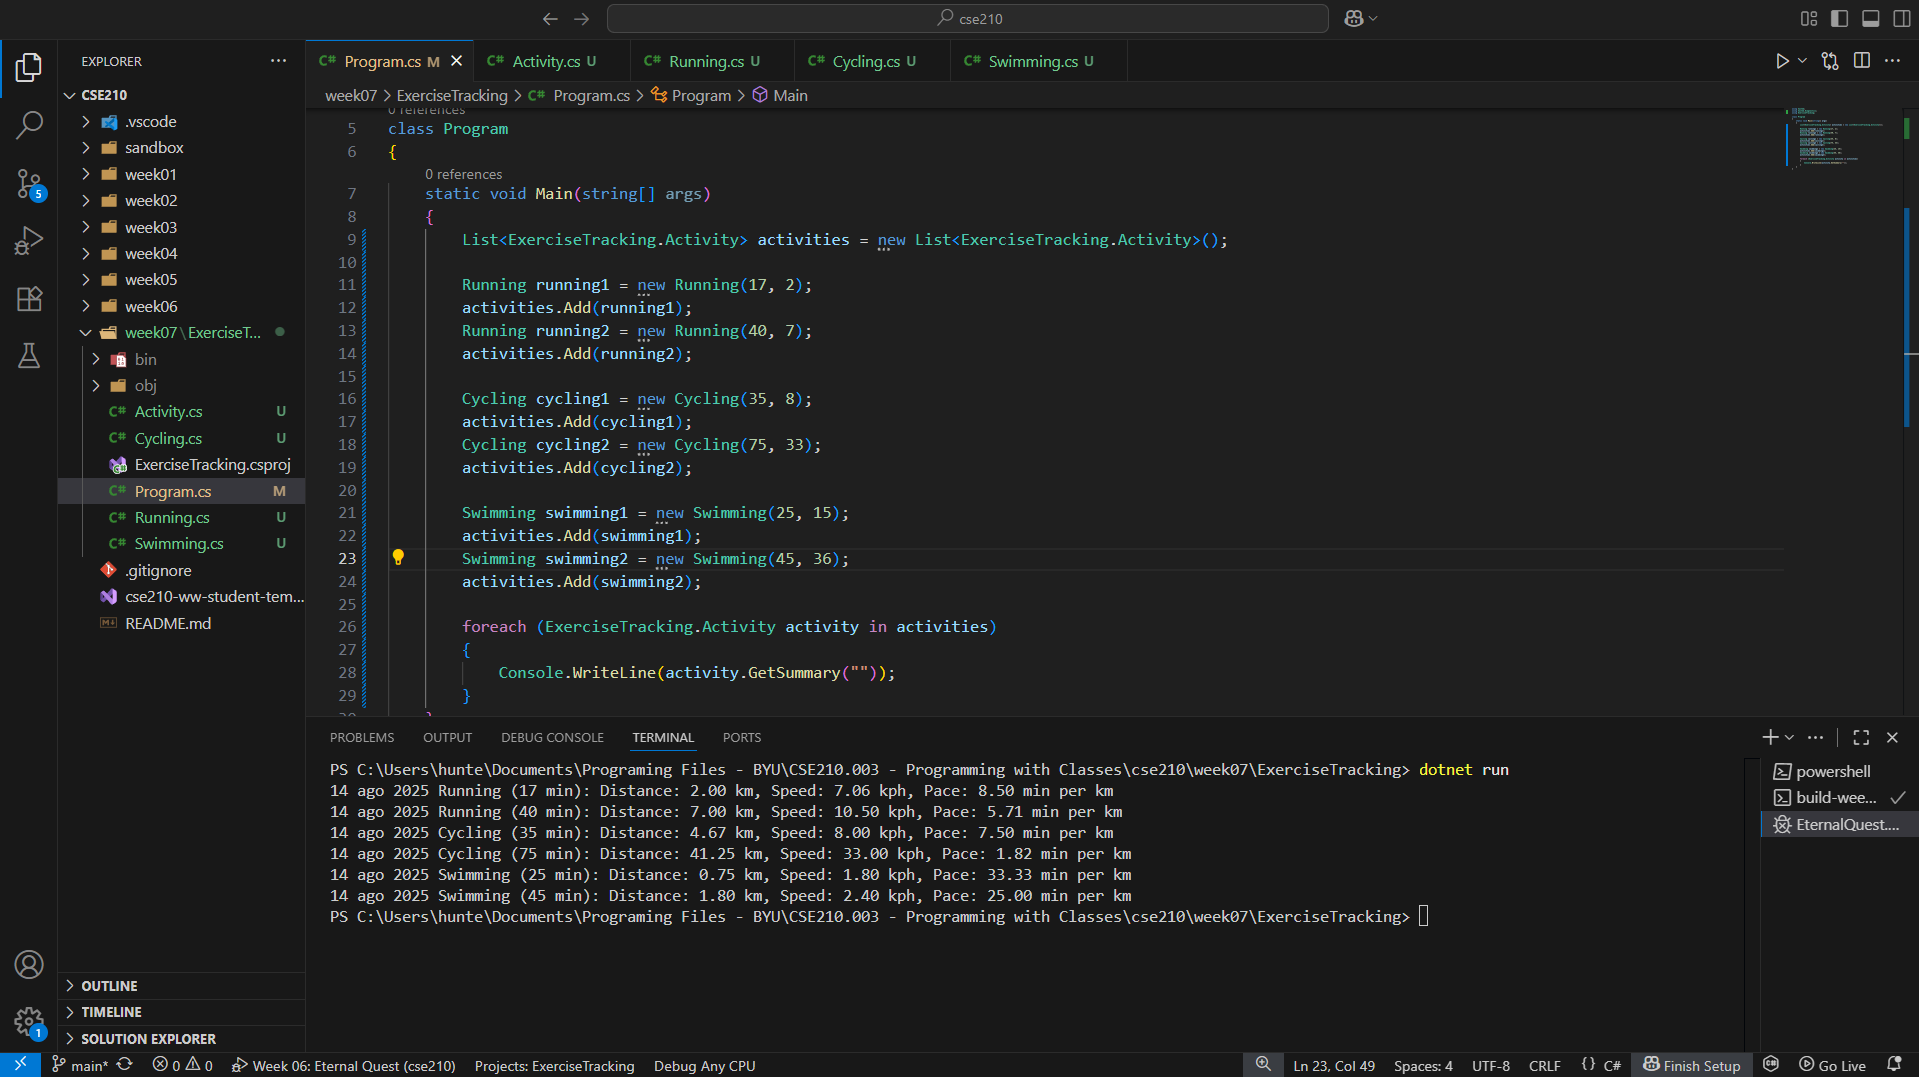 cse210
EXPLORER
CSE210
.vscode
sandbox
week01
week02
week03
week04
week05
week06
week07\ExerciseT...
bin
obj
Activity.cs U
Cycling.cs U
ExerciseTracking.csproj
Program.cs M
Running.cs U
Swimming.cs U
.gitignore
cse210-ww-student-tem...
README.md
OUTLINE
TIMELINE
SOLUTION EXPLORER
5
1
C# Program.cs M C# Activity.cs U C# Running.cs U C# Cycling.cs U C# Swimming.cs U
week07 > ExerciseTracking > C# Program.cs > Program > Main
0 references
5 class Program
6 {
0 references
7 static void Main(string[] args)
8 {
9 List<ExerciseTracking.Activity> activities = new List<ExerciseTracking.Activity>();
10
11 Running running1 = new Running(17, 2);
12 activities.Add(running1);
13 Running running2 = new Running(40, 7);
14 activities.Add(running2);
15
16 Cycling cycling1 = new Cycling(35, 8);
17 activities.Add(cycling1);
18 Cycling cycling2 = new Cycling(75, 33);
19 activities.Add(cycling2);
20
21 Swimming swimming1 = new Swimming(25, 15);
22 activities.Add(swimming1);
23 Swimming swimming2 = new Swimming(45, 36);
24 activities.Add(swimming2);
25
26 foreach (ExerciseTracking.Activity activity in activities)
27 {
28 Console.WriteLine(activity.GetSummary(""));
29 }
PROBLEMS OUTPUT DEBUG CONSOLE TERMINAL PORTS
PS C:\Users\hunte\Documents\Programing Files - BYU\CSE210.003 - Programming with Classes\cse210\week07\ExerciseTracking> dotnet run
14 ago 2025 Running (17 min): Distance: 2.00 km, Speed: 7.06 kph, Pace: 8.50 min per km
14 ago 2025 Running (40 min): Distance: 7.00 km, Speed: 10.50 kph, Pace: 5.71 min per km
14 ago 2025 Cycling (35 min): Distance: 4.67 km, Speed: 8.00 kph, Pace: 7.50 min per km
14 ago 2025 Cycling (75 min): Distance: 41.25 km, Speed: 33.00 kph, Pace: 1.82 min per km
14 ago 2025 Swimming (25 min): Distance: 0.75 km, Speed: 1.80 kph, Pace: 33.33 min per km
14 ago 2025 Swimming (45 min): Distance: 1.80 km, Speed: 2.40 kph, Pace: 25.00 min per km
PS C:\Users\hunte\Documents\Programing Files - BYU\CSE210.003 - Programming with Classes\cse210\week07\ExerciseTracking>
powershell
build-wee...
EternalQuest....
main* 0 0 Week 06: Eternal Quest (cse210) Projects: ExerciseTracking Debug Any CPU Ln 23, Col 49 Spaces: 4 UTF-8 CRLF {} C# Finish Setup Go Live